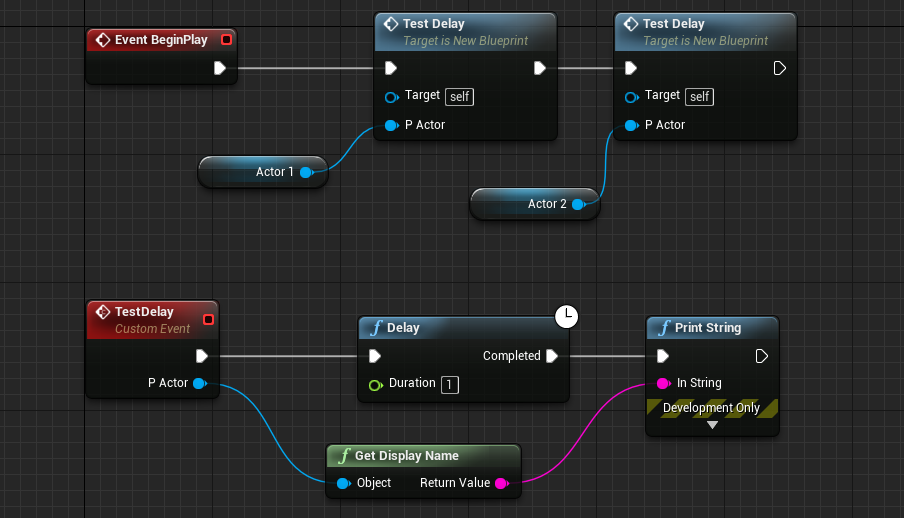 Event BeginPlay
Test Delay
Target is New Blueprint
Target self
P Actor
Test Delay
Target is New Blueprint
Target self
P Actor
Actor 1
Actor 2
TestDelay
Custom Event
P Actor
Delay
Completed
Duration 1
Print String
In String
Development Only
Get Display Name
Object Return Value